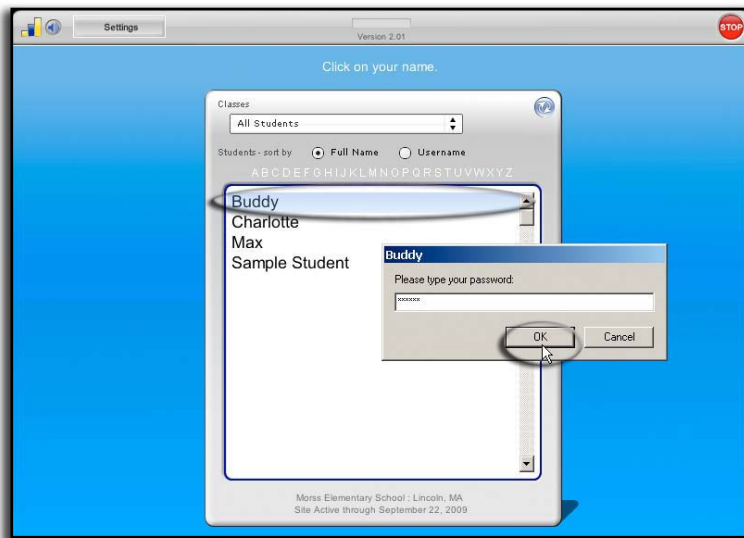 Settings
Version 2.01
STOP
Click on your name.
Classes
All Students
Students - sort by Full Name Username
A B C D E F G H I J K L M N O P Q R S T U V W X Y Z
Buddy
Charlotte
Max
Sample Student
Buddy
Please type your password:
xxxxxx
OK Cancel
Morss Elementary School : Lincoln, MA
Site Active through September 22, 2009